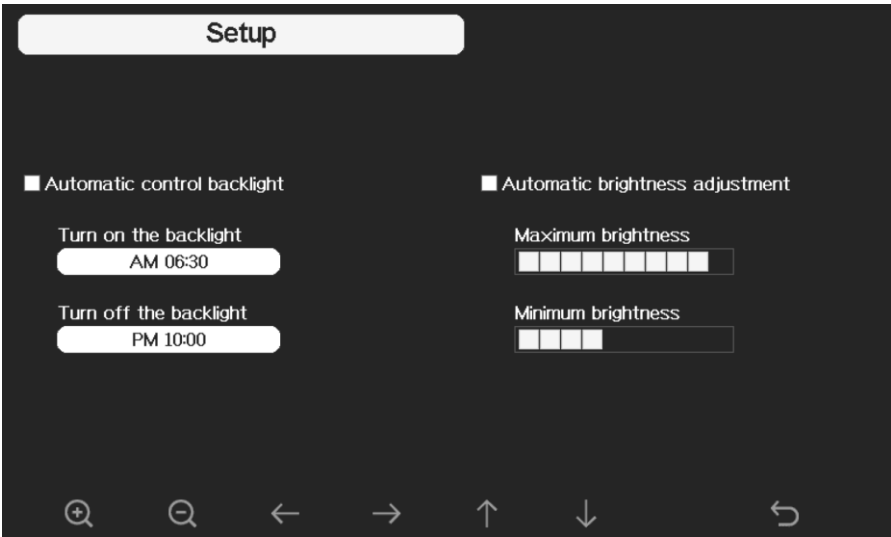 Setup
Automatic control backlight
Turn on the backlight
AM 06:30
Turn off the backlight
PM 10:00
Automatic brightness adjustment
Maximum brightness
Minimum brightness